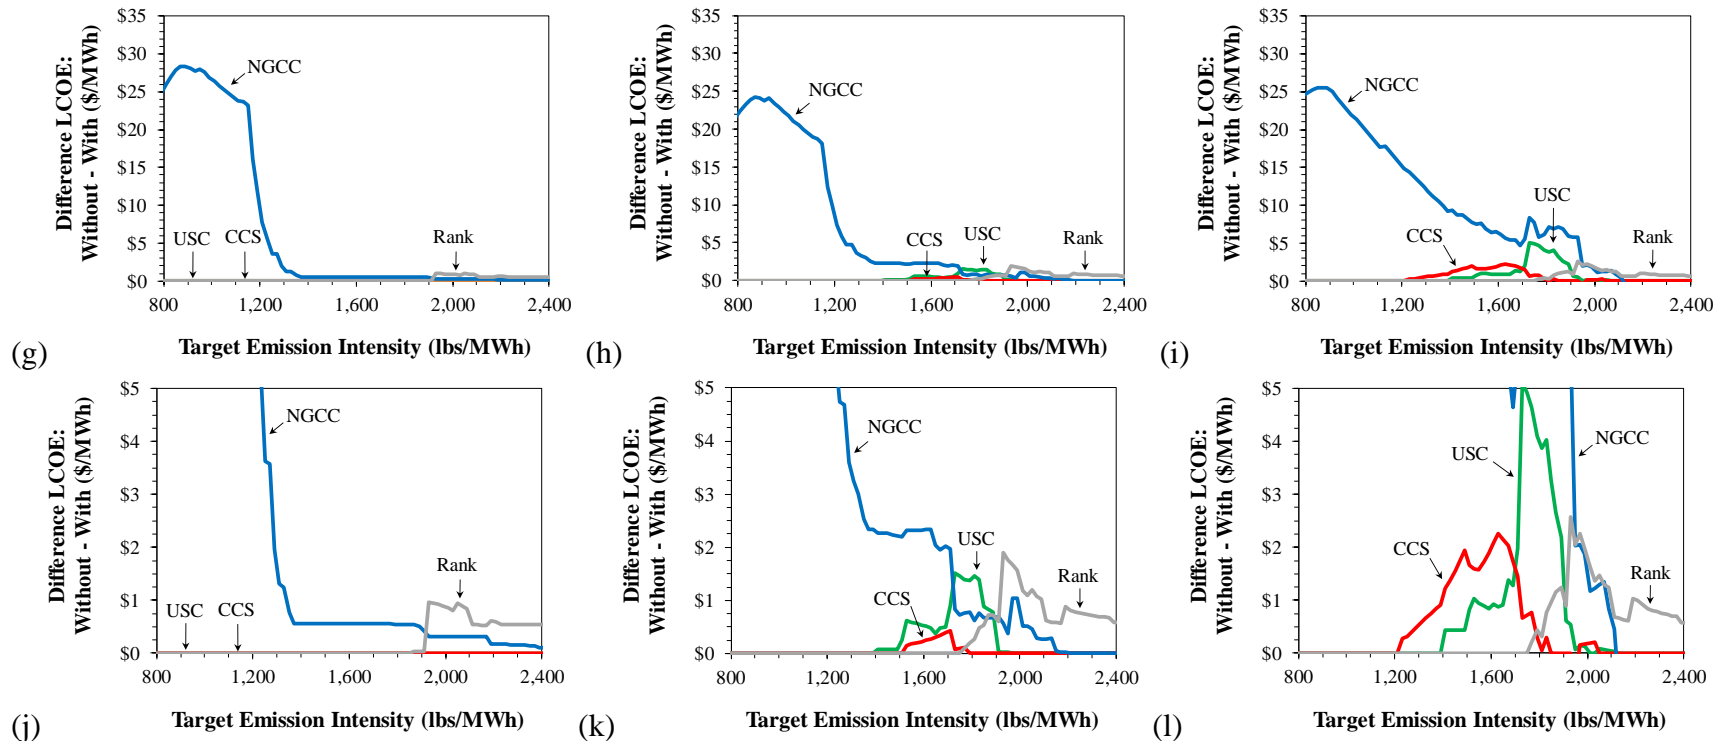 Difference LCOE:
Without - With ($/MWh)
$35
$30
$25
$20
$15
$10
$5
$0
NGCC
USC
CCS
Rank
800
1,200
1,600
2,000
2,400
Target Emission Intensity (lbs/MWh)
(g)
Difference LCOE:
Without - With ($/MWh)
$35
$30
$25
$20
$15
$10
$5
$0
NGCC
CCS
USC
Rank
800
1,200
1,600
2,000
2,400
Target Emission Intensity (lbs/MWh)
(h)
Difference LCOE:
Without - With ($/MWh)
$35
$30
$25
$20
$15
$10
$5
$0
NGCC
USC
CCS
Rank
800
1,200
1,600
2,000
2,400
Target Emission Intensity (lbs/MWh)
(i)
Difference LCOE:
Without - With ($/MWh)
$5
$4
$3
$2
$1
$0
NGCC
USC
CCS
Rank
800
1,200
1,600
2,000
2,400
Target Emission Intensity (lbs/MWh)
(j)
Difference LCOE:
Without - With ($/MWh)
$5
$4
$3
$2
$1
$0
NGCC
USC
CCS
Rank
800
1,200
1,600
2,000
2,400
Target Emission Intensity (lbs/MWh)
(k)
Difference LCOE:
Without - With ($/MWh)
$5
$4
$3
$2
$1
$0
NGCC
USC
CCS
Rank
800
1,200
1,600
2,000
2,400
Target Emission Intensity (lbs/MWh)
(l)